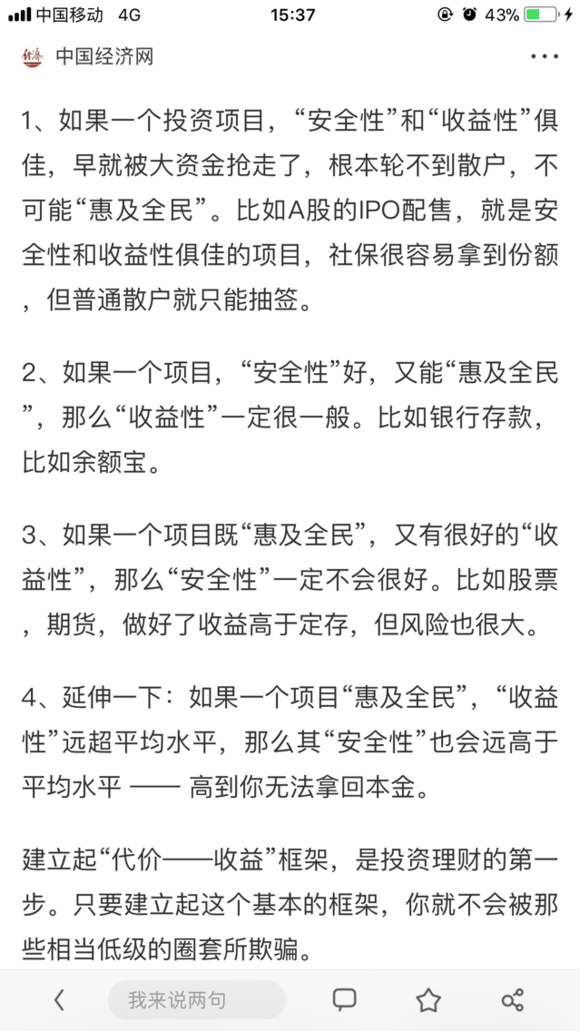 中国移动 4G 15:37 43%
中国经济网
1、如果一个投资项目，“安全性”和“收益性”俱
佳，早就被大资金抢走了，根本轮不到散户，不
可能“惠及全民”。比如A股的IPO配售，就是安
全性和收益性俱佳的项目，社保很容易拿到份额
，但普通散户就只能抽签。
2、如果一个项目，“安全性”好，又能“惠及全民
”，那么“收益性”一定很一般。比如银行存款，
比如余额宝。
3、如果一个项目既“惠及全民”，又有很好的“收
益性”，那么“安全性”一定不会很好。比如股票
，期货，做好了收益高于定存，但风险也很大。
4、延伸一下：如果一个项目“惠及全民”，“收益
性”远超平均水平，那么其“安全性”也会远高于
平均水平 —— 高到你无法拿回本金。
建立起“代价——收益”框架，是投资理财的第一
步。只要建立起这个基本的框架，你就不会被那
些相当低级的圈套所欺骗。
我来说两句